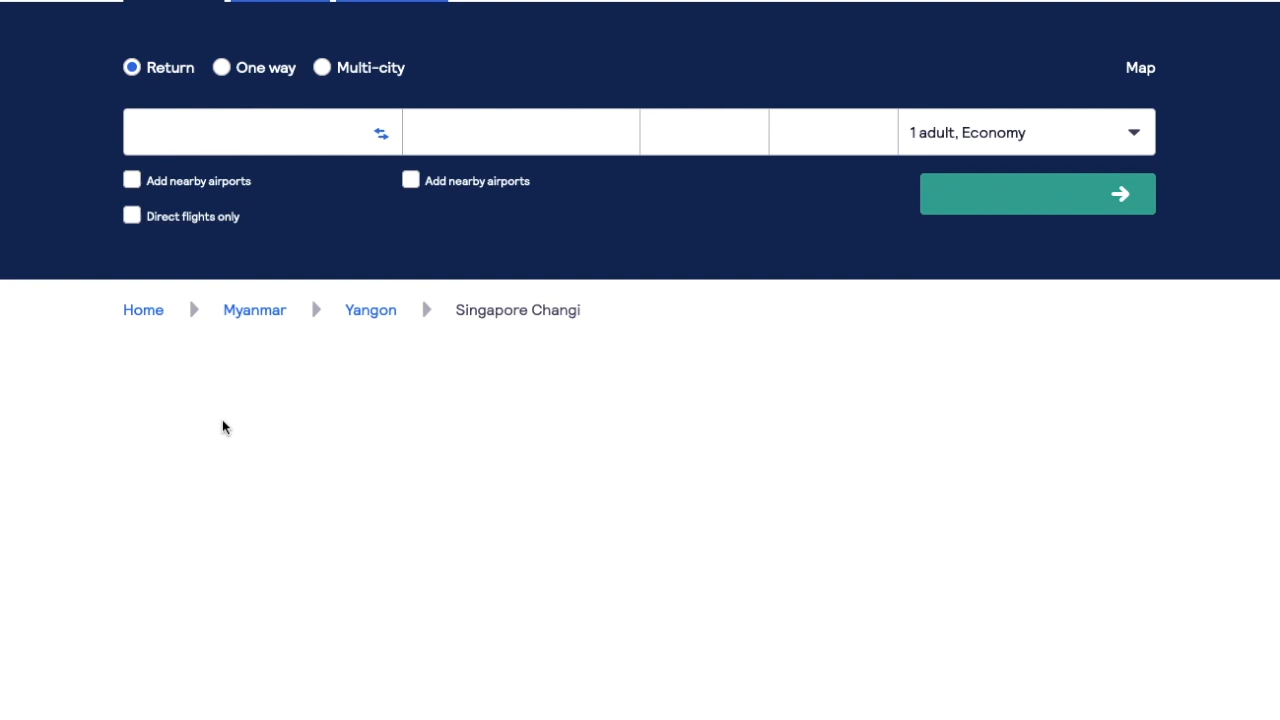 Return One way Multi-city Map
1 adult, Economy
Add nearby airports Add nearby airports
Direct flights only
Home Myanmar Yangon Singapore Changi